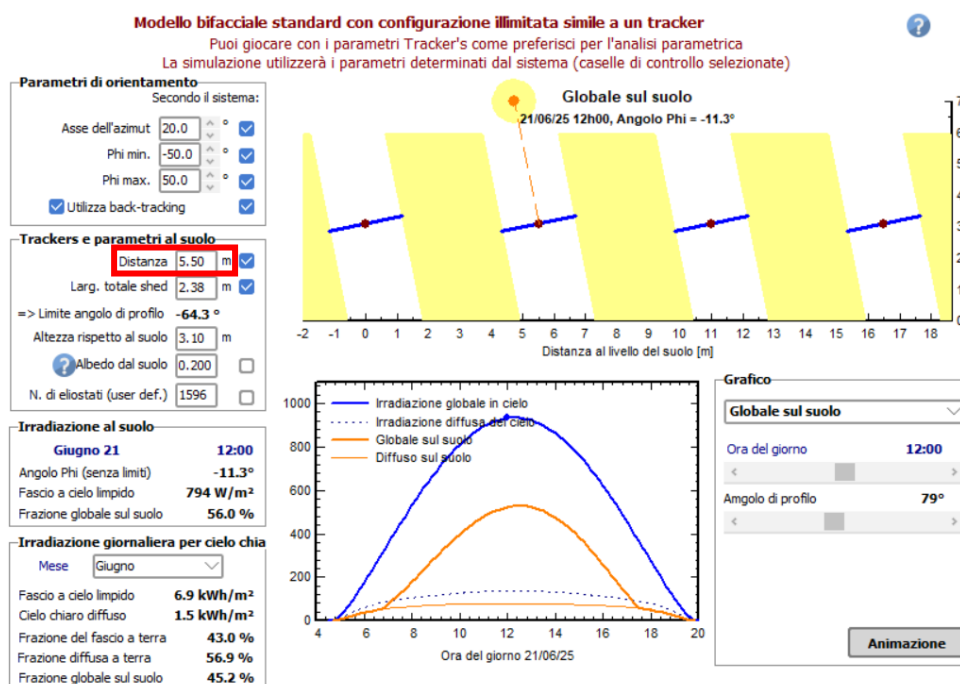 Modello bifacciale standard con configurazione illimitata simile a un tracker
Puoi giocare con i parametri Tracker's come preferisci per l'analisi parametrica
La simulazione utilizzerà i parametri determinati dal sistema (caselle di controllo selezionate)
?
Parametri di orientamento
Secondo il sistema:
Asse dell'azimut 20.0 °
Phi min. -50.0 °
Phi max. 50.0 °
Utilizza back-tracking
Trackers e parametri al suolo
Distanza 5.50 m
Larg. totale shed 2.38 m
=> Limite angolo di profilo -64.3 °
Altezza rispetto al suolo 3.10 m
? Albedo dal suolo 0.200
N. di eliostati (user def.) 1596
Irradiazione al suolo
Giugno 21 12:00
Angolo Phi (senza limiti) -11.3°
Fascio a cielo limpido 794 W/m²
Frazione globale sul suolo 56.0 %
Irradiazione giornaliera per cielo chia
Mese Giugno
Fascio a cielo limpido 6.9 kWh/m²
Cielo chiaro diffuso 1.5 kWh/m²
Frazione del fascio a terra 43.0 %
Frazione diffusa a terra 56.9 %
Frazione globale sul suolo 45.2 %
Globale sul suolo
21/06/25 12h00, Angolo Phi = -11.3°
7
6
5
4
3
2
1
0
-2 -1 0 1 2 3 4 5 6 7 8 9 10 11 12 13 14 15 16 17 18
Distanza al livello del suolo [m]
Irradiazione globale in cielo
Irradiazione diffusa del cielo
Globale sul suolo
Diffuso sul suolo
1000
800
600
400
200
0
4 6 8 10 12 14 16 18 20
Ora del giorno 21/06/25
Grafico
Globale sul suolo
Ora del giorno 12:00
Angolo di profilo 79°
Animazione